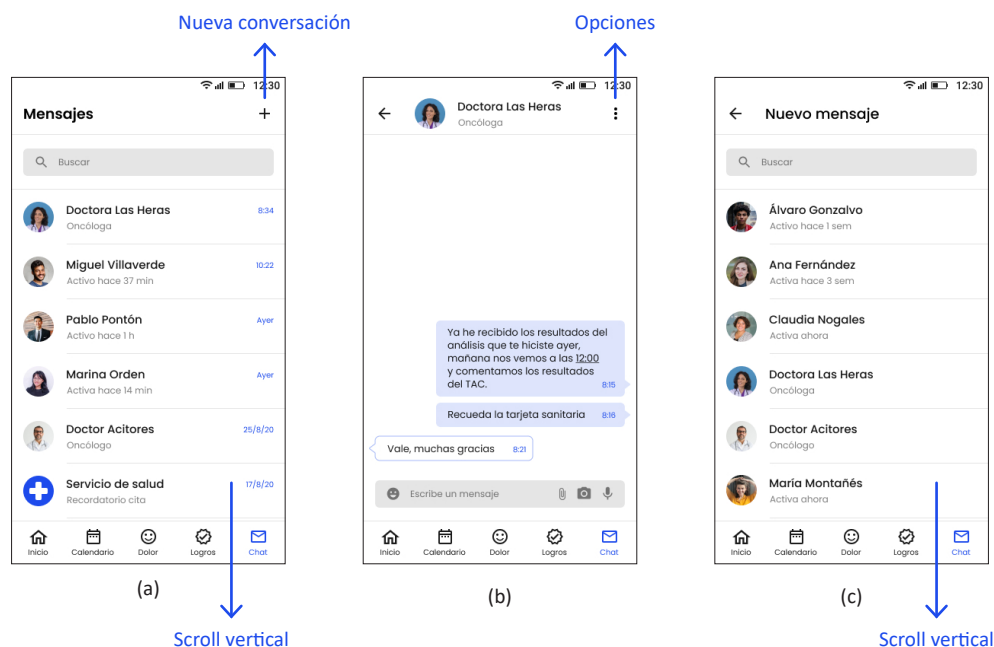 Nueva conversación
Opciones
12:30
Mensajes
+
Buscar
Doctora Las Heras
8:34
Oncóloga
Miguel Villaverde
10:22
Activo hace 37 min
Pablo Pontón
Ayer
Activo hace 1 h
Marina Orden
Ayer
Activa hace 14 min
Doctor Acitores
25/8/20
Oncólogo
Servicio de salud
17/8/20
Recordatorio cita
Inicio
Calendario
Dolor
Logros
Chat
(a)
Scroll vertical
12:30
Doctora Las Heras
Oncóloga
Ya he recibido los resultados del
análisis que te hiciste ayer,
mañana nos vemos a las 12:00
y comentamos los resultados
del TAC.
8:15
Recueda la tarjeta sanitaria
8:16
Vale, muchas gracias
8:21
Escribe un mensaje
Inicio
Calendario
Dolor
Logros
Chat
(b)
12:30
Nuevo mensaje
Buscar
Álvaro Gonzalvo
Activo hace 1 sem
Ana Fernández
Activa hace 3 sem
Claudia Nogales
Activa ahora
Doctora Las Heras
Oncóloga
Doctor Acitores
Oncólogo
María Montañés
Activa ahora
Inicio
Calendario
Dolor
Logros
Chat
(c)
Scroll vertical